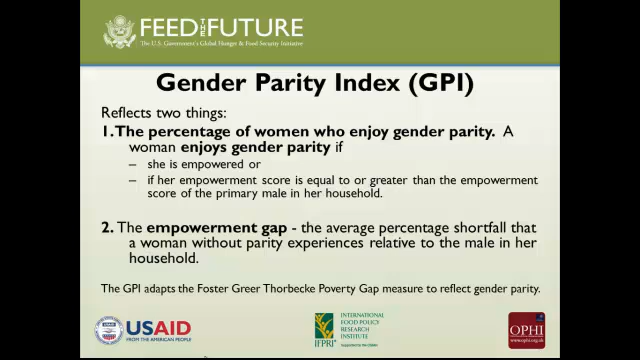 FEED THE FUTURE
The U.S. Government's Global Hunger & Food Security Initiative
Gender Parity Index (GPI)
Reflects two things:
1. The percentage of women who enjoy gender parity. A
woman enjoys gender parity if
– she is empowered or
– if her empowerment score is equal to or greater than the empowerment
score of the primary male in her household.
2. The empowerment gap - the average percentage shortfall that
a woman without parity experiences relative to the male in her
household.
The GPI adapts the Foster Greer Thorbecke Poverty Gap measure to reflect gender parity.
USAID
FROM THE AMERICAN PEOPLE
IFPRI
INTERNATIONAL
FOOD POLICY
RESEARCH
INSTITUTE
OPHI
www.ophi.org.uk